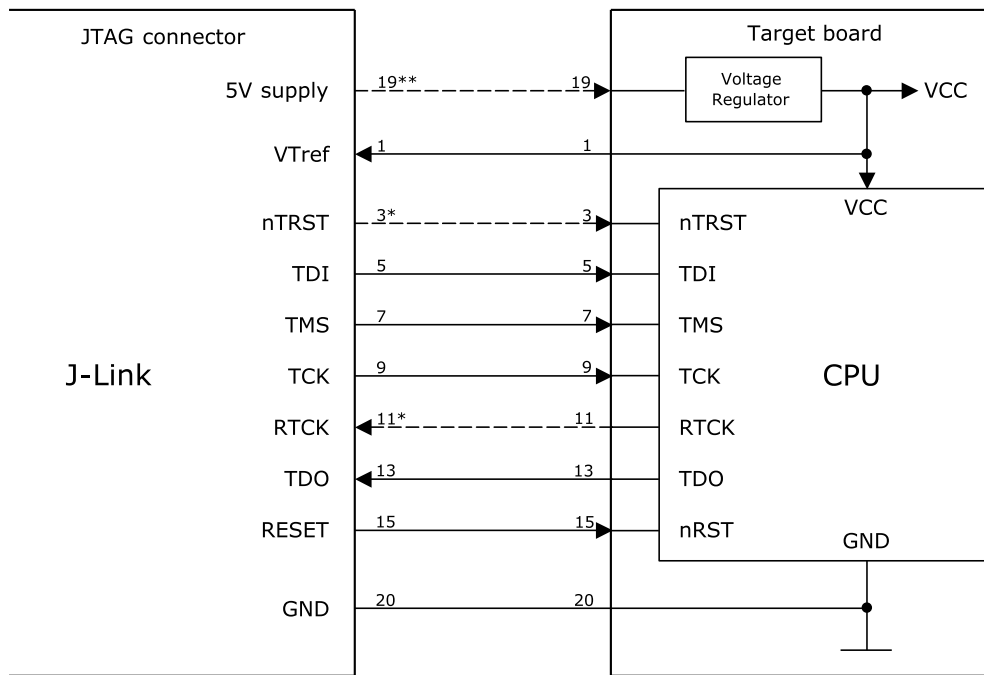 JTAG connector
Target board
5V supply
19**
19
Voltage
Regulator
VCC
VTref
1
1
VCC
nTRST
3*
3
nTRST
TDI
5
5
TDI
TMS
7
7
TMS
J-Link
TCK
9
9
TCK
CPU
RTCK
11*
11
RTCK
TDO
13
13
TDO
RESET
15
15
nRST
GND
GND
20
20